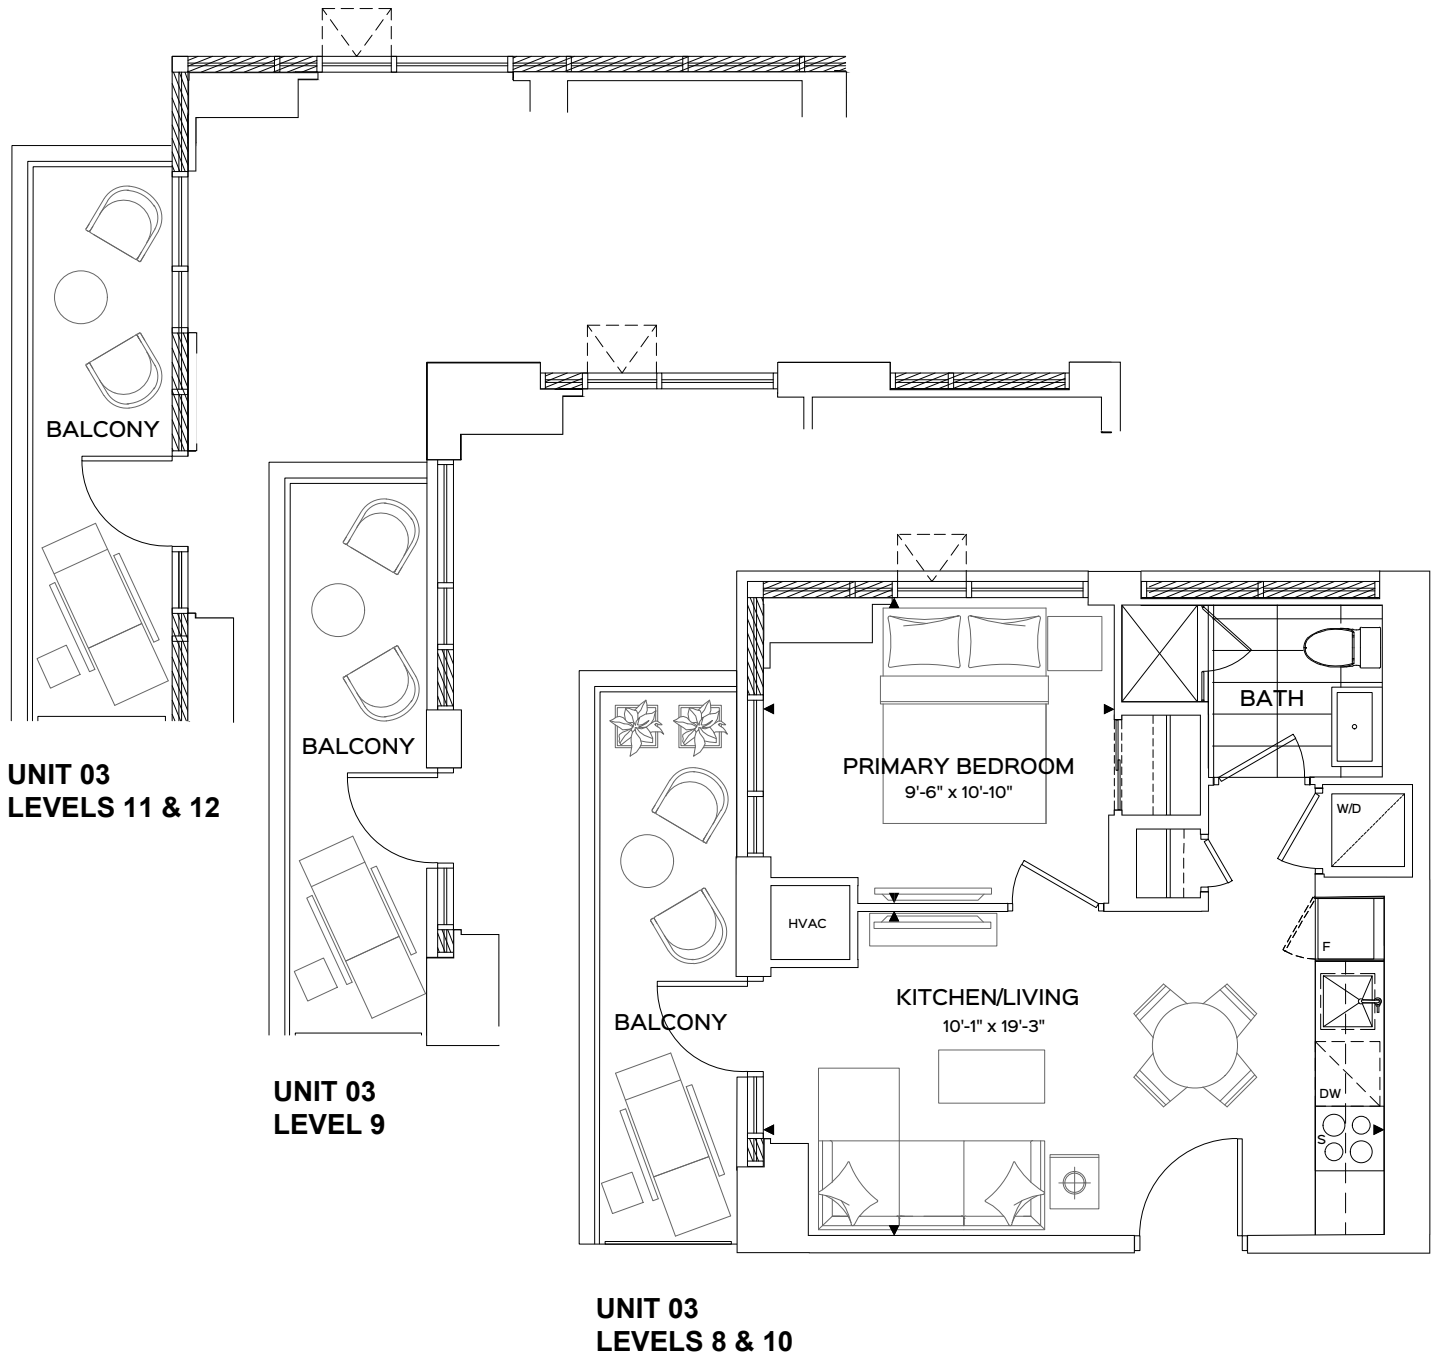 BALCONY
UNIT 03
LEVELS 11 & 12
BALCONY
UNIT 03
LEVEL 9
BATH
PRIMARY BEDROOM
9'-6" x 10'-10"
W/D
HVAC
F
KITCHEN/LIVING
10'-1" x 19'-3"
BALCONY
DW
S
UNIT 03
LEVELS 8 & 10